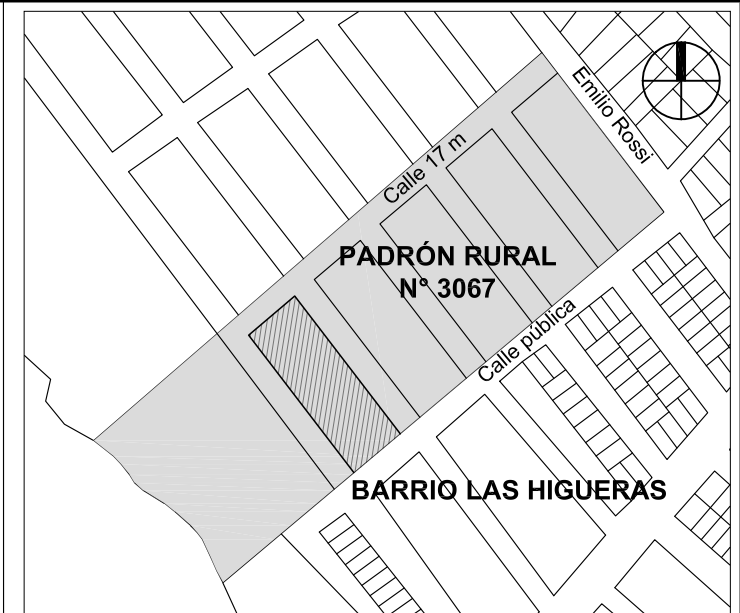 Emilio Rossi
Calle 17 m
PADRÓN RURAL
N° 3067
Calle pública
BARRIO LAS HIGUERAS